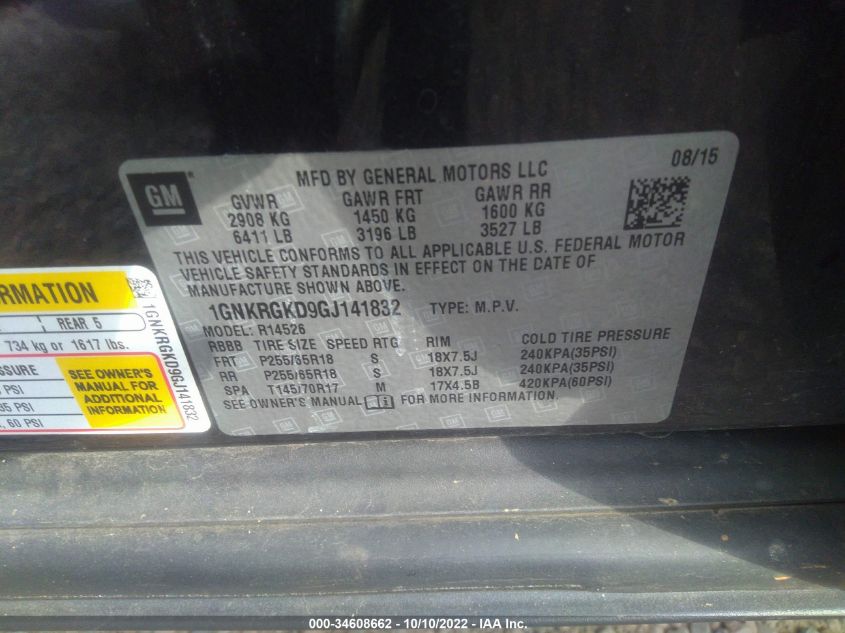 GM
MFD BY GENERAL MOTORS LLC
08/15
GVWR GAWR FRT GAWR RR
2908 KG 1450 KG 1600 KG
6411 LB 3196 LB 3527 LB
THIS VEHICLE CONFORMS TO ALL APPLICABLE U.S. FEDERAL MOTOR
VEHICLE SAFETY STANDARDS IN EFFECT ON THE DATE OF
MANUFACTURE SHOWN ABOVE.
1GNKRGKD9GJ141832 TYPE: M.P.V.
MODEL: R14526
RBBB TIRE SIZE SPEED RTG RIM COLD TIRE PRESSURE
FRT P255/65R18 S 18X7.5J 240KPA(35PSI)
RR P255/65R18 S 18X7.5J 240KPA(35PSI)
SPA T145/70R17 M 17X4.5B 420KPA(60PSI)
SEE OWNER'S MANUAL FOR MORE INFORMATION.
REAR 5
734 kg or 1617 lbs.
SEE OWNER'S
MANUAL FOR
ADDITIONAL
INFORMATION
PSI
35 PSI
60 PSI
1GNKRGKD9GJ141832
000-34608662 - 10/10/2022 - IAA Inc.